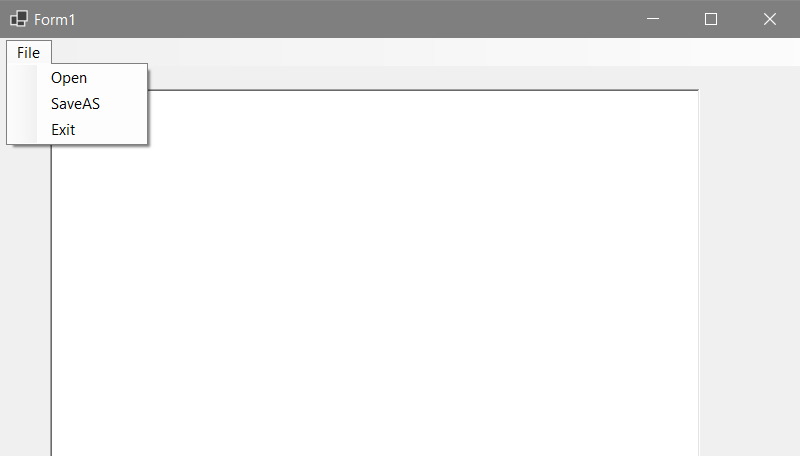 Form1
File
Open
SaveAS
Exit